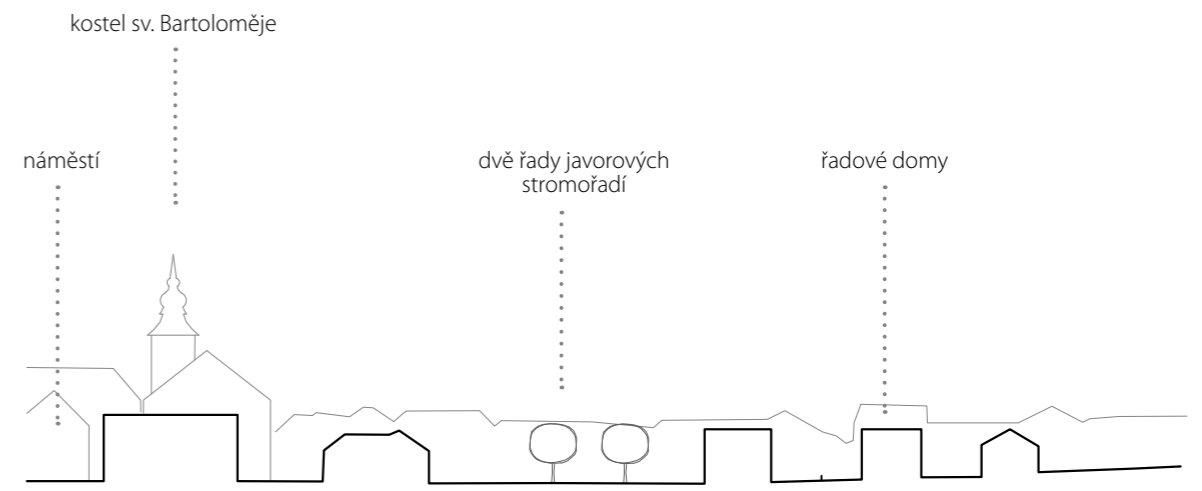 kostel sv. Bartoloměje
náměstí
dvě řady javorových
stromořadí
řadové domy